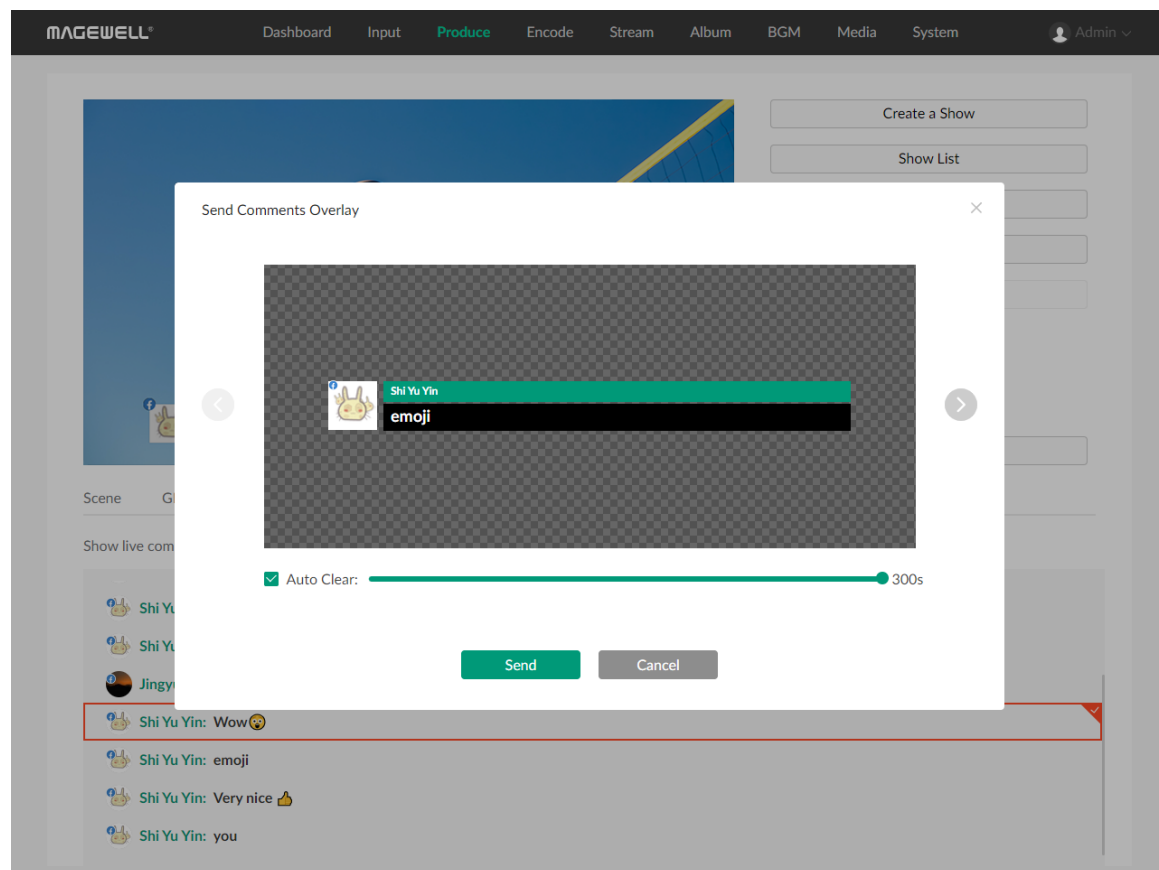 MAGEWELL
Dashboard Input Produce Encode Stream Album BGM Media System Admin
Create a Show
Show List
Send Comments Overlay
Shi Yu Yin
emoji
Scene
Show live com
Auto Clear: 300s
Send Cancel
Shi Yu
Shi Yu
Jingy
Shi Yu Yin: Wow😮
Shi Yu Yin: emoji
Shi Yu Yin: Very nice 👍
Shi Yu Yin: you